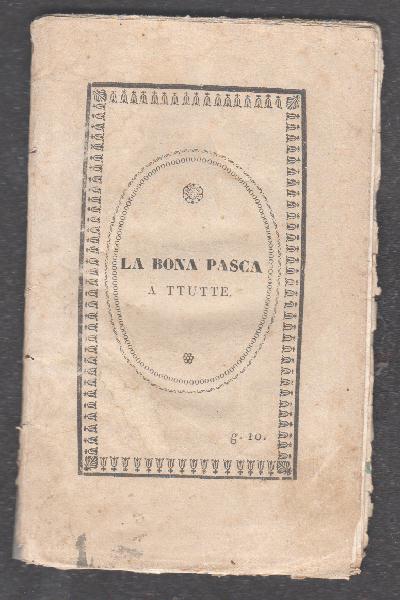 LA BONA PASCA
A TTUTTE.
g. 10.